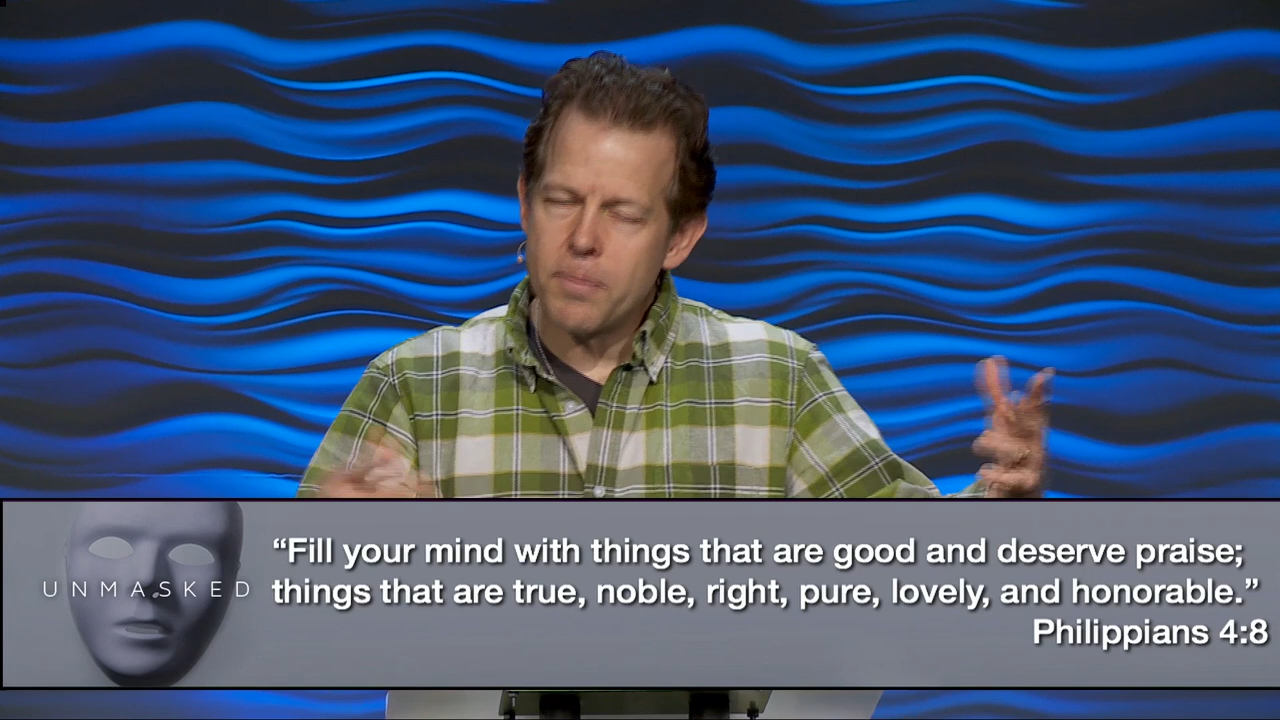 UNMASKED
“Fill your mind with things that are good and deserve praise;
things that are true, noble, right, pure, lovely, and honorable.”
Philippians 4:8